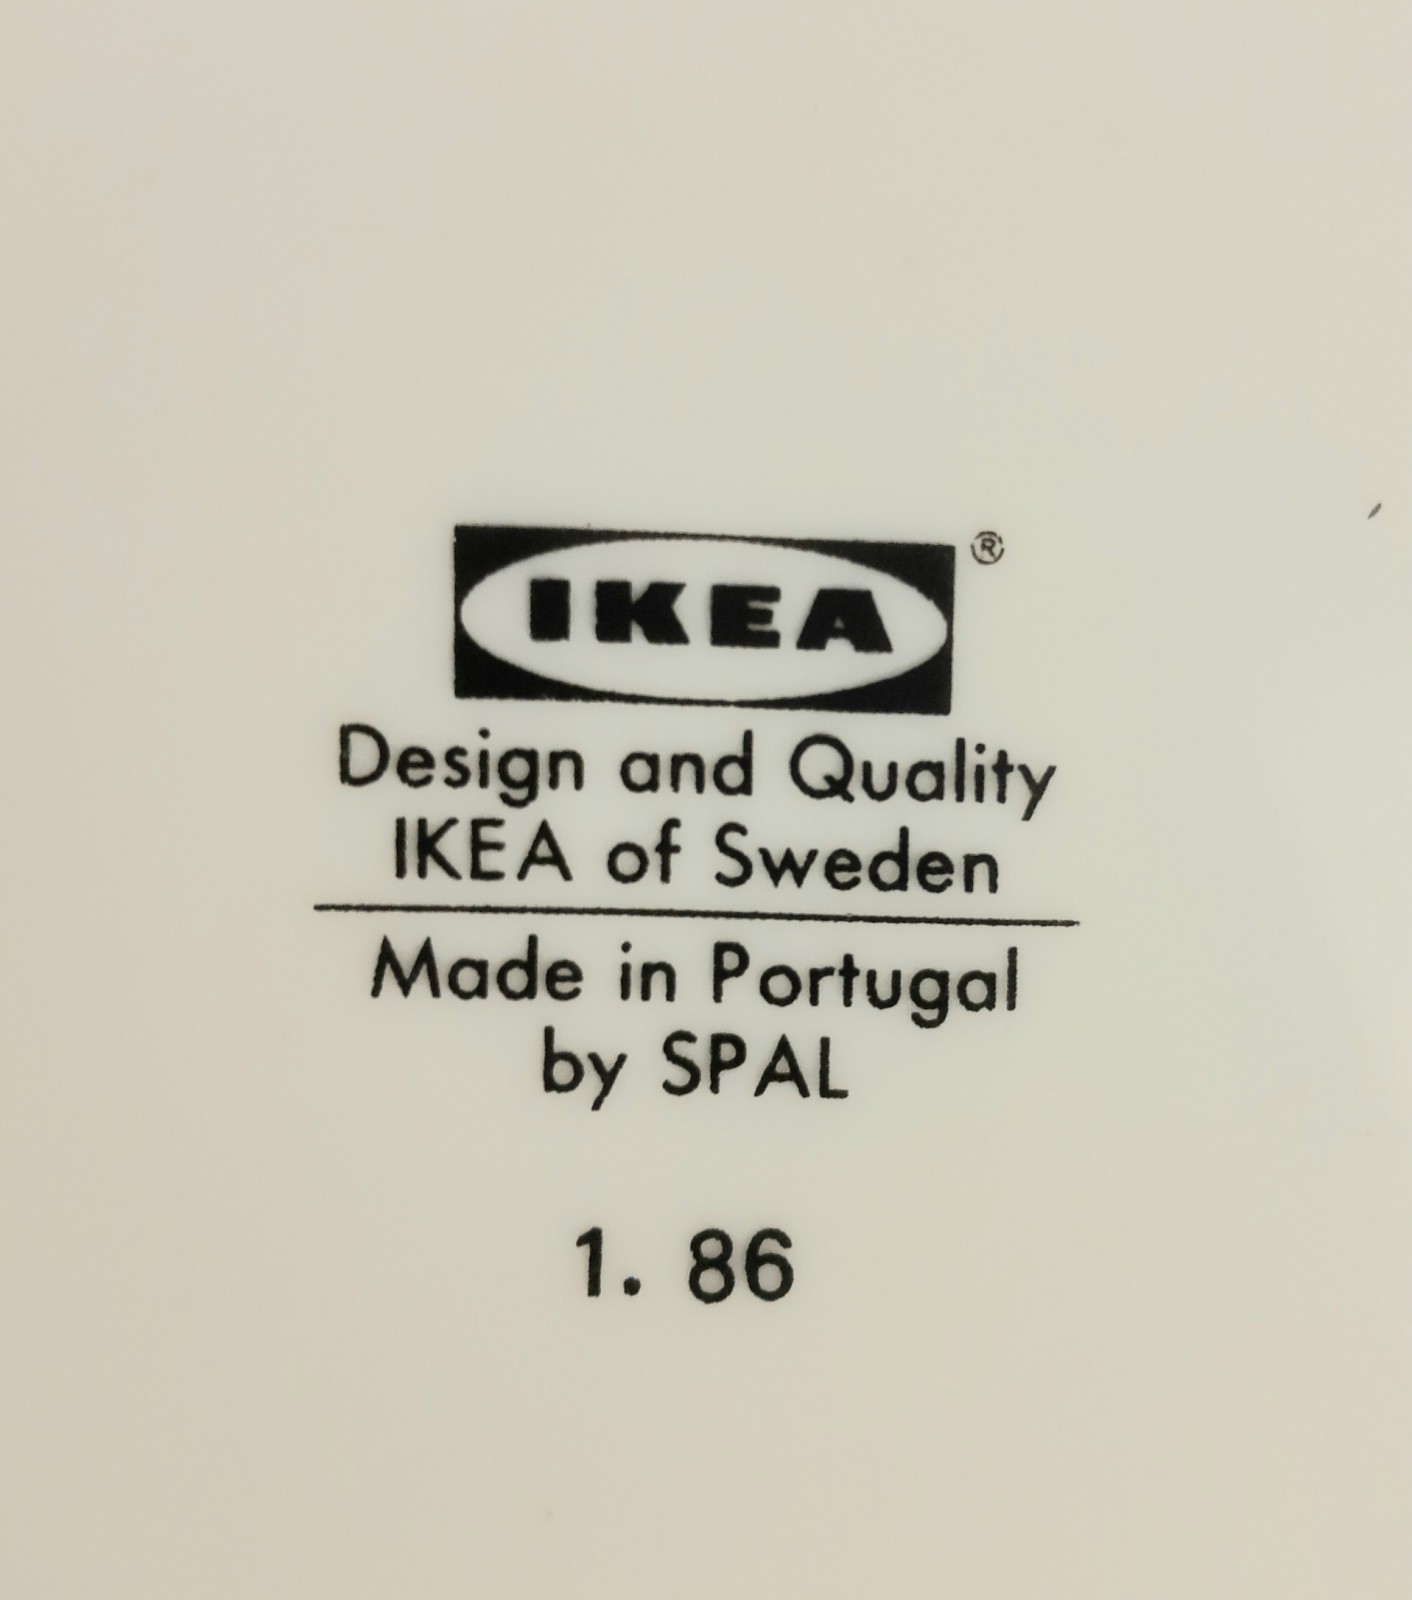 IKEA ®
Design and Quality
IKEA of Sweden
Made in Portugal
by SPAL
1. 86